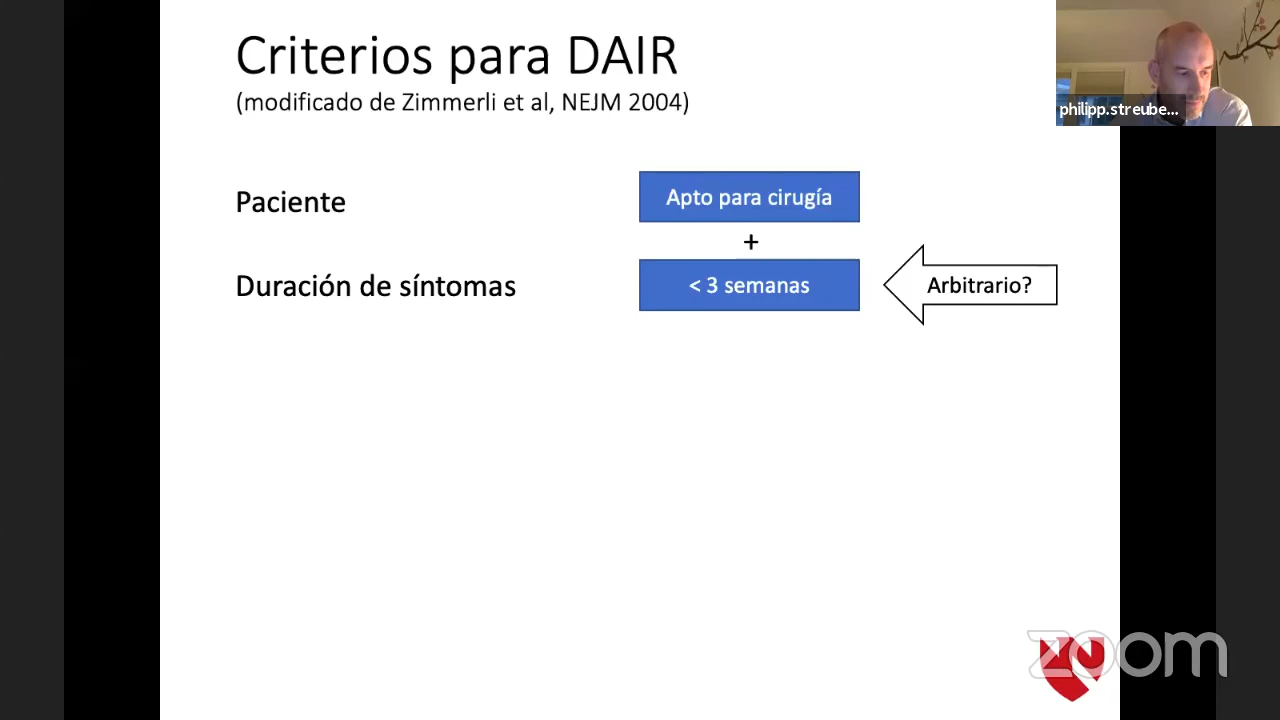 Criterios para DAIR
(modificado de Zimmerli et al, NEJM 2004)
philipp.streube...
Paciente
Apto para cirugía
+
Duración de síntomas
< 3 semanas
Arbitrario?
zoom